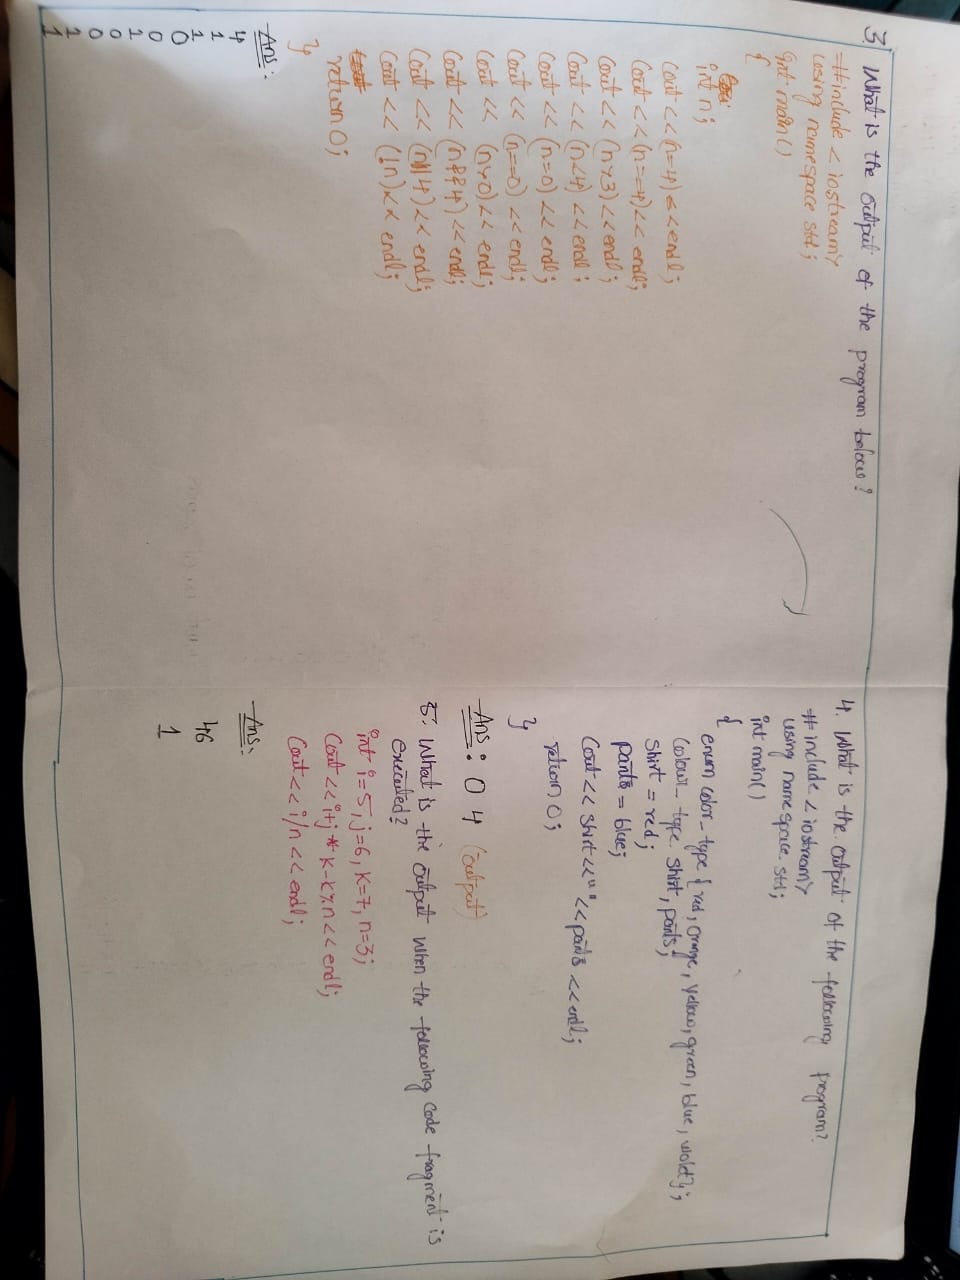 3. What is the output of the program below?
#include <iostream>
using namespace std;
int main()
{
int n;
cout << (n=4) << endl;
cout << (n==4) << endl;
cout << (n>3) << endl;
cout << (n<4) << endl;
cout << (n=0) << endl;
cout << (n==0) << endl;
cout << (n>0) << endl;
cout << (n&&4) << endl;
cout << (n||4) << endl;
cout << (!n) << endl;
return 0;
}
Ans:
4
1
1
0
0
1
0
0
1
1
4. What is the output of the following program?
#include <iostream>
using namespace std;
int main()
{
enum color_type {red, orange, yellow, green, blue, violet};
colour_type shirt, pants;
shirt = red;
pants = blue;
cout << shirt << " << pants << endl;
return 0;
}
Ans: 0 4 (output)
5. What is the output when the following code fragment is
executed?
int i=5, j=6, k=7, n=3;
cout << i+j * k-k%n << endl;
cout << i/n << endl;
Ans:
46
1